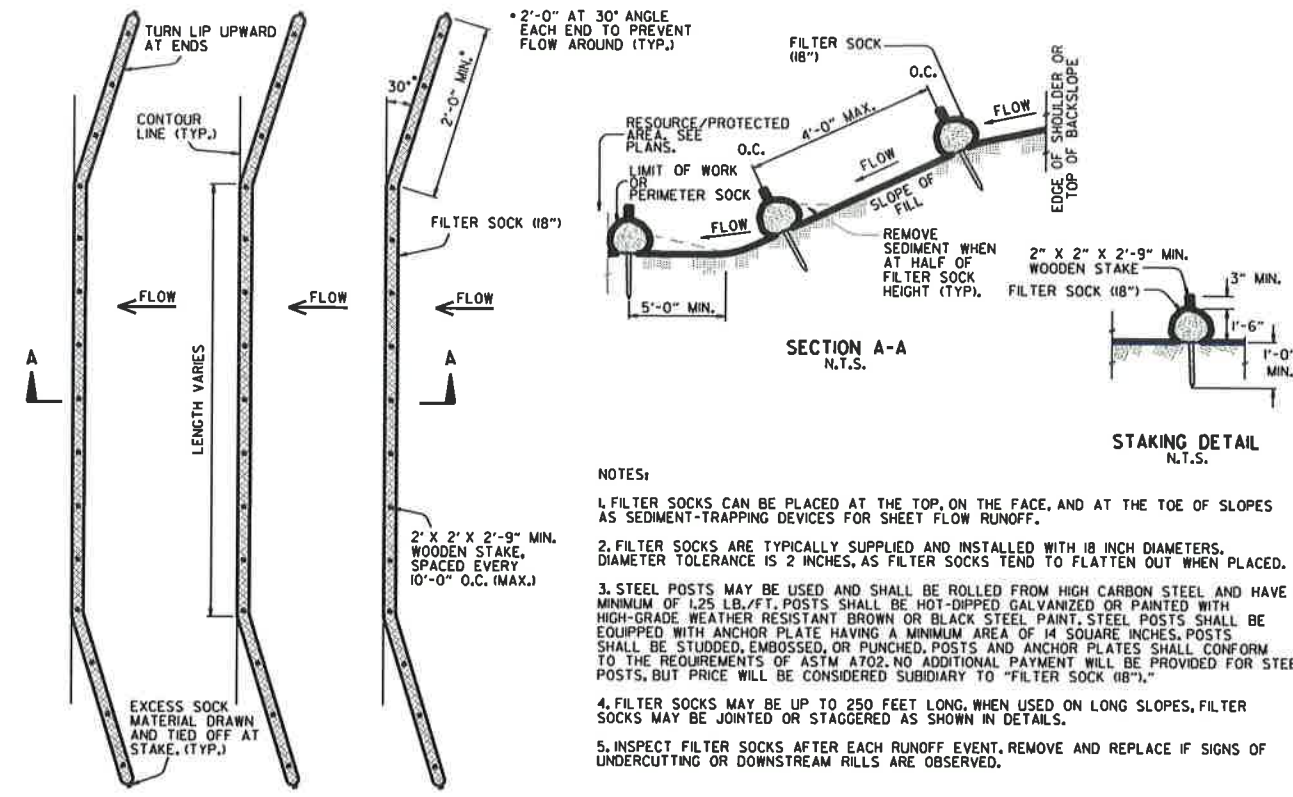 TURN LIP UPWARD
AT ENDS
• 2'-0" AT 30° ANGLE
EACH END TO PREVENT
FLOW AROUND (TYP.)
30°•
2'-0" MIN.•
CONTOUR
LINE (TYP.)
FILTER SOCK (18")
FLOW
FLOW
FLOW
A
A
LENGTH VARIES
2' X 2' X 2'-9" MIN.
WOODEN STAKE,
SPACED EVERY
10'-0" O.C. (MAX.)
EXCESS SOCK
MATERIAL DRAWN
AND TIED OFF AT
STAKE. (TYP.)
FILTER SOCK
(18")
O.C.
4'-0" MAX.
O.C.
FLOW
EDGE OF SHOULDER OR
TOP OF BACKSLOPE
RESOURCE/PROTECTED
AREA. SEE
PLANS.
LIMIT OF WORK
OR
PERIMETER SOCK
FLOW
FLOW
SLOPE OF
FILL
REMOVE
SEDIMENT WHEN
AT HALF OF
FILTER SOCK
HEIGHT (TYP).
5'-0" MIN.
SECTION A-A
N.T.S.
2" X 2" X 2'-9" MIN.
WOODEN STAKE
FILTER SOCK (18")
3" MIN.
1'-6"
1'-0"
MIN.
STAKING DETAIL
N.T.S.
NOTES:
1. FILTER SOCKS CAN BE PLACED AT THE TOP, ON THE FACE, AND AT THE TOE OF SLOPES
AS SEDIMENT-TRAPPING DEVICES FOR SHEET FLOW RUNOFF.
2. FILTER SOCKS ARE TYPICALLY SUPPLIED AND INSTALLED WITH 18 INCH DIAMETERS.
DIAMETER TOLERANCE IS 2 INCHES, AS FILTER SOCKS TEND TO FLATTEN OUT WHEN PLACED.
3. STEEL POSTS MAY BE USED AND SHALL BE ROLLED FROM HIGH CARBON STEEL AND HAVE
MINIMUM OF 1.25 LB./FT. POSTS SHALL BE HOT-DIPPED GALVANIZED OR PAINTED WITH
HIGH-GRADE WEATHER RESISTANT BROWN OR BLACK STEEL PAINT. STEEL POSTS SHALL BE
EQUIPPED WITH ANCHOR PLATE HAVING A MINIMUM AREA OF 14 SQUARE INCHES. POSTS
SHALL BE STUDDED, EMBOSSED, OR PUNCHED. POSTS AND ANCHOR PLATES SHALL CONFORM
TO THE REQUIREMENTS OF ASTM A702. NO ADDITIONAL PAYMENT WILL BE PROVIDED FOR STEE
POSTS, BUT PRICE WILL BE CONSIDERED SUBIDIARY TO "FILTER SOCK (18")."
4. FILTER SOCKS MAY BE UP TO 250 FEET LONG. WHEN USED ON LONG SLOPES, FILTER
SOCKS MAY BE JOINTED OR STAGGERED AS SHOWN IN DETAILS.
5. INSPECT FILTER SOCKS AFTER EACH RUNOFF EVENT. REMOVE AND REPLACE IF SIGNS OF
UNDERCUTTING OR DOWNSTREAM RILLS ARE OBSERVED.